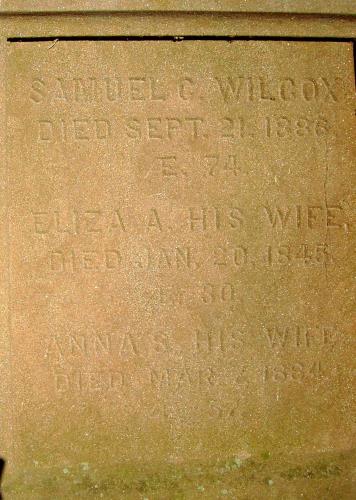 SAMUEL C. WILCOX
DIED SEPT. 21, 1886.
Æ. 74.
ELIZA A. HIS WIFE,
DIED JAN. 20, 1845.
Æ. 30.
ANNA S. HIS WIFE
DIED MAR. 1884
Æ.